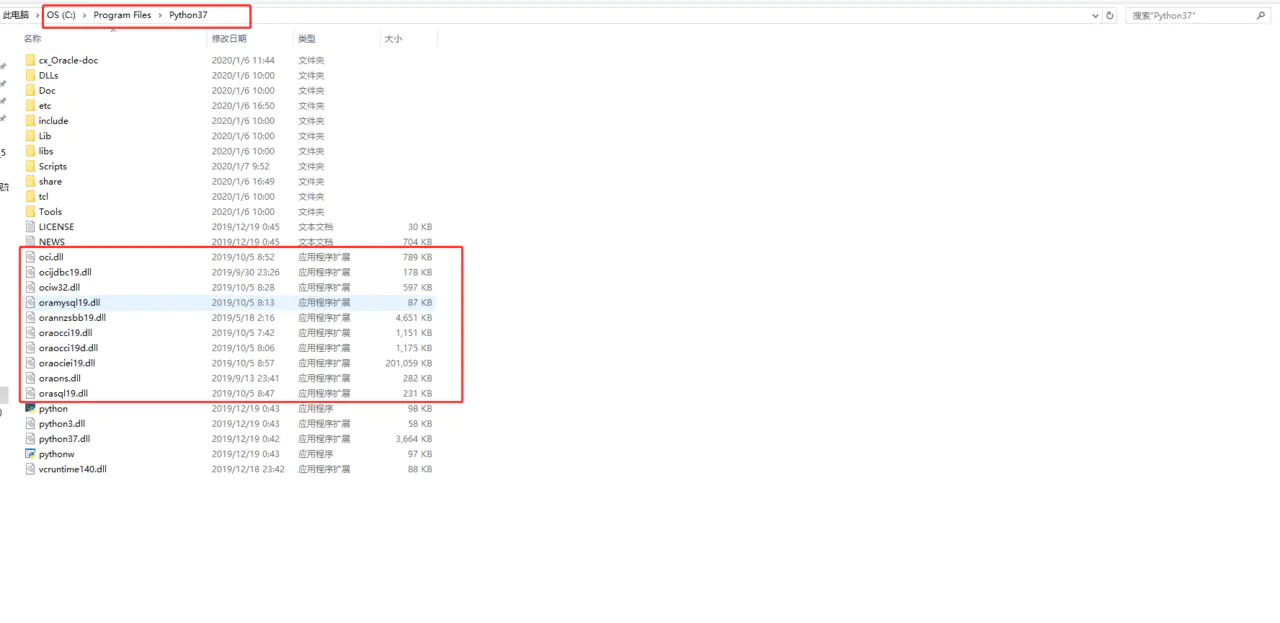 此电脑 › OS (C:) › Program Files › Python37 搜索"Python37"
名称 修改日期 类型 大小
cx_Oracle-doc 2020/1/6 11:44 文件夹
DLLs 2020/1/6 10:00 文件夹
Doc 2020/1/6 10:00 文件夹
etc 2020/1/6 16:50 文件夹
include 2020/1/6 10:00 文件夹
Lib 2020/1/6 10:00 文件夹
libs 2020/1/6 10:00 文件夹
Scripts 2020/1/7 9:52 文件夹
share 2020/1/6 16:49 文件夹
tcl 2020/1/6 10:00 文件夹
Tools 2020/1/6 10:00 文件夹
LICENSE 2019/12/19 0:45 文本文档 30 KB
NEWS 2019/12/19 0:45 文本文档 704 KB
oci.dll 2019/10/5 8:52 应用程序扩展 789 KB
ocijdbc19.dll 2019/9/30 23:26 应用程序扩展 178 KB
ociw32.dll 2019/10/5 8:28 应用程序扩展 597 KB
oramysql19.dll 2019/10/5 8:13 应用程序扩展 87 KB
orannzsbb19.dll 2019/5/18 2:16 应用程序扩展 4,651 KB
oraocci19.dll 2019/10/5 7:42 应用程序扩展 1,151 KB
oraocci19d.dll 2019/10/5 8:06 应用程序扩展 1,175 KB
oraociei19.dll 2019/10/5 8:57 应用程序扩展 201,059 KB
oraons.dll 2019/9/13 23:41 应用程序扩展 282 KB
orasql19.dll 2019/10/5 8:47 应用程序扩展 231 KB
python 2019/12/19 0:43 应用程序 98 KB
python3.dll 2019/12/19 0:43 应用程序扩展 58 KB
python37.dll 2019/12/19 0:42 应用程序扩展 3,664 KB
pythonw 2019/12/19 0:43 应用程序 97 KB
vcruntime140.dll 2019/12/18 23:42 应用程序扩展 88 KB